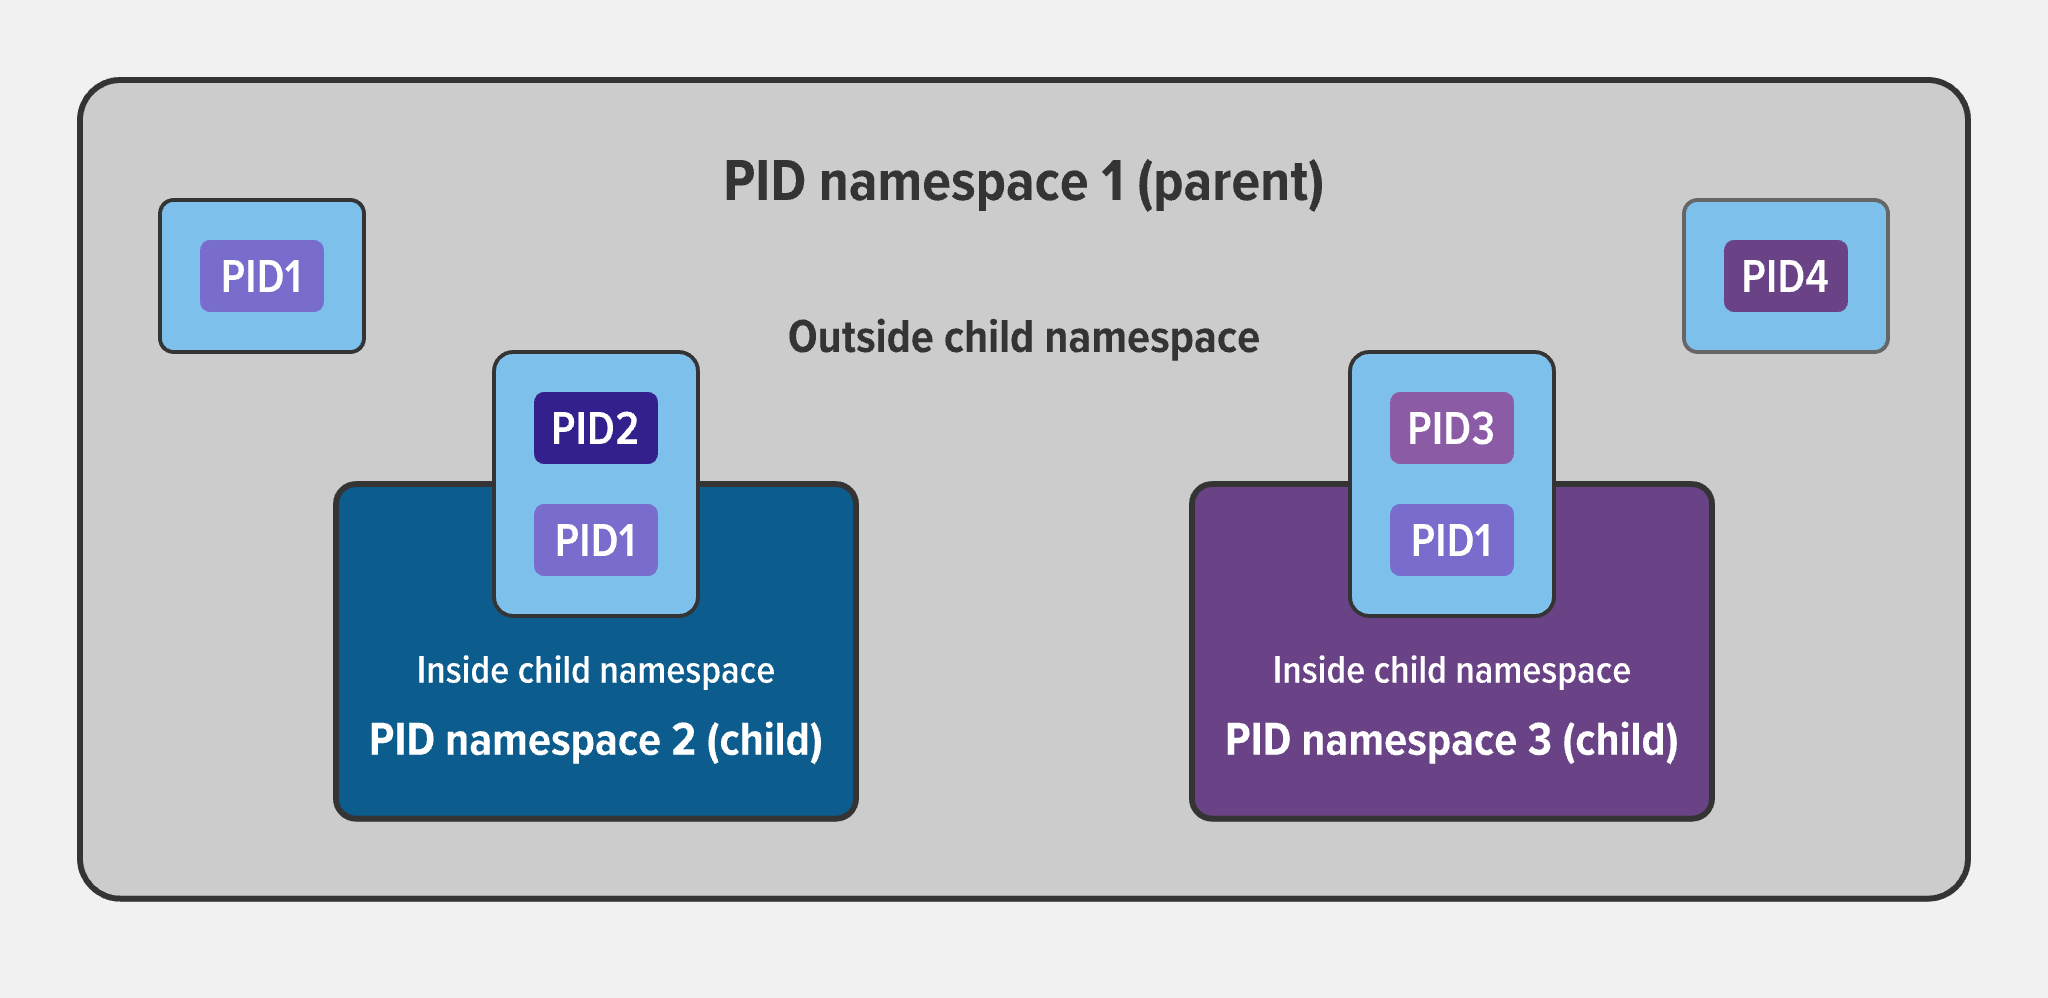 PID namespace 1 (parent)
PID1
PID4
Outside child namespace
PID2
PID1
Inside child namespace
PID namespace 2 (child)
PID3
PID1
Inside child namespace
PID namespace 3 (child)